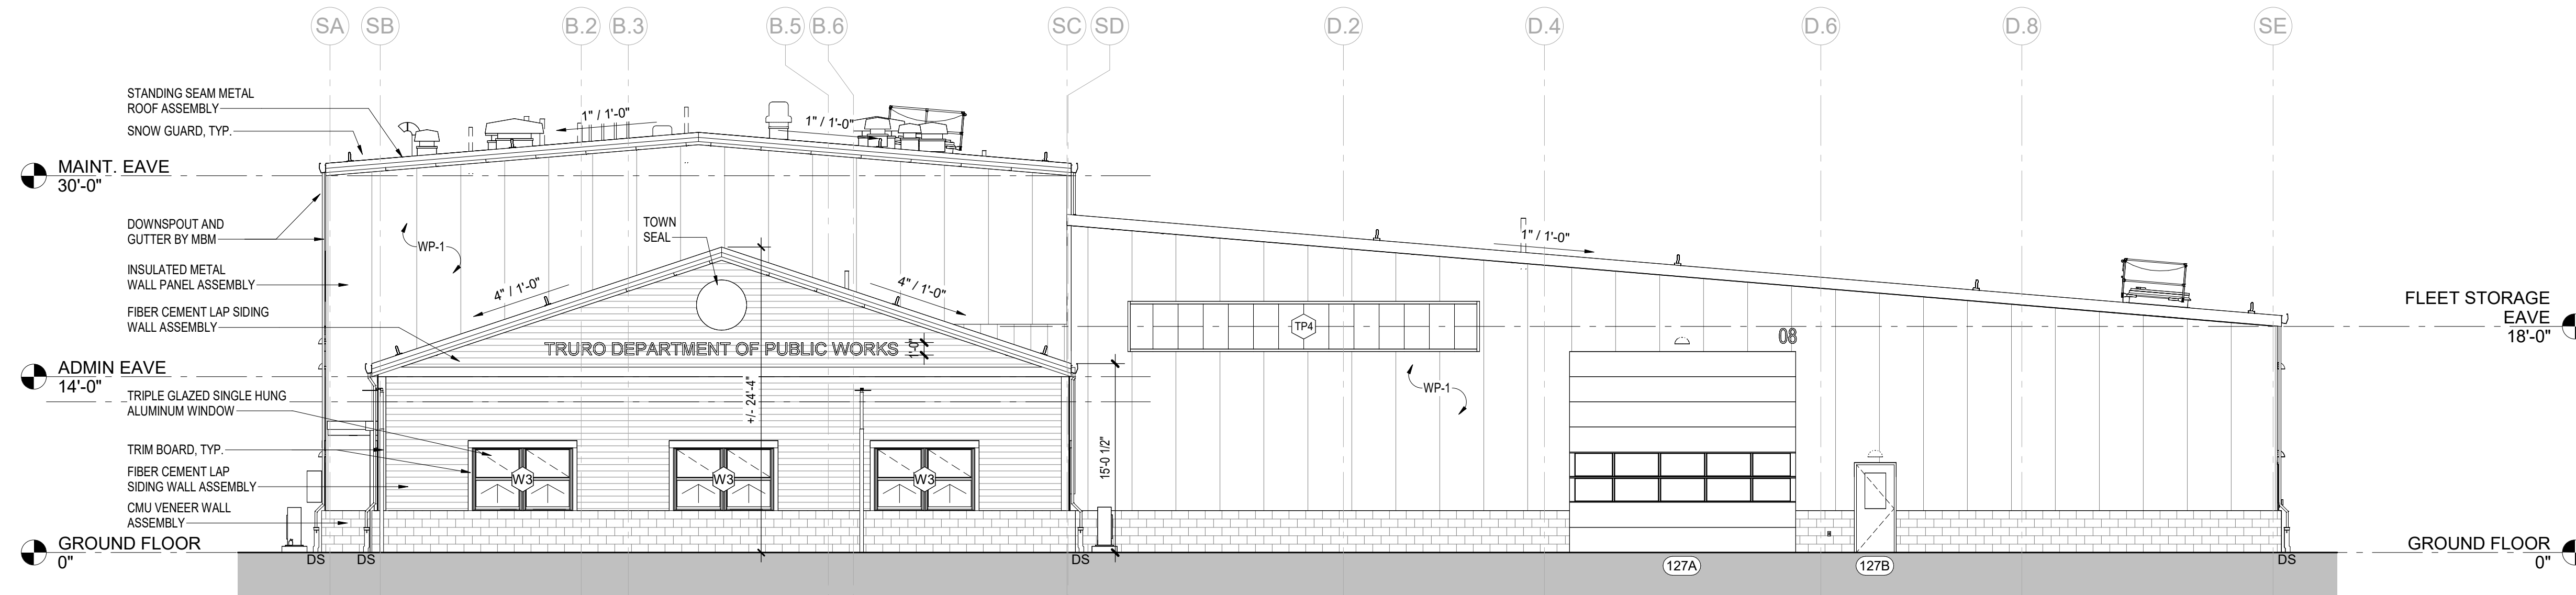 SA SB B.2 B.3 B.5 B.6 SC SD D.2 D.4 D.6 D.8 SE
STANDING SEAM METAL
ROOF ASSEMBLY
SNOW GUARD, TYP.
1" / 1'-0"
1" / 1'-0"
MAINT. EAVE
30'-0"
DOWNSPOUT AND
GUTTER BY MBM
WP-1
TOWN
SEAL
1" / 1'-0"
INSULATED METAL
WALL PANEL ASSEMBLY
4" / 1'-0"
4" / 1'-0"
FIBER CEMENT LAP SIDING
WALL ASSEMBLY
TP4
08
FLEET STORAGE
EAVE
18'-0"
TRURO DEPARTMENT OF PUBLIC WORKS
1'-0"
ADMIN EAVE
14'-0"
+/- 24'-4"
WP-1
TRIPLE GLAZED SINGLE HUNG
ALUMINUM WINDOW
TRIM BOARD, TYP.
15'-0 1/2"
FIBER CEMENT LAP
SIDING WALL ASSEMBLY
W3 W3 W3
CMU VENEER WALL
ASSEMBLY
GROUND FLOOR
0"
GROUND FLOOR
0"
DS DS DS DS
127A 127B